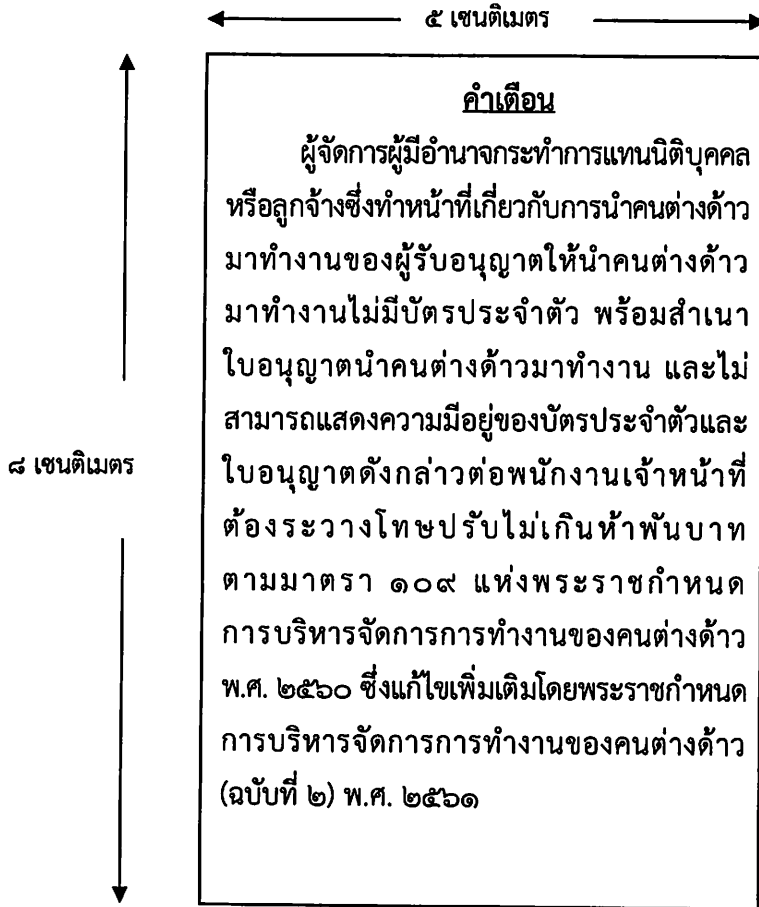 ๕ เซนติเมตร
คำเตือน
ผู้จัดการผู้มีอำนาจกระทำการแทนนิติบุคคล
หรือลูกจ้างซึ่งทำหน้าที่เกี่ยวกับการนำคนต่างด้าว
มาทำงานของผู้รับอนุญาตให้นำคนต่างด้าว
มาทำงานไม่มีบัตรประจำตัว พร้อมสำเนา
ใบอนุญาตนำคนต่างด้าวมาทำงาน และไม่
สามารถแสดงความมีอยู่ของบัตรประจำตัวและ
๘ เซนติเมตร
ใบอนุญาตดังกล่าวต่อพนักงานเจ้าหน้าที่
ต้องระวางโทษปรับไม่เกินห้าพันบาท
ตามมาตรา ๑๐๙ แห่งพระราชกำหนด
การบริหารจัดการการทำงานของคนต่างด้าว
พ.ศ. ๒๕๖๐ ซึ่งแก้ไขเพิ่มเติมโดยพระราชกำหนด
การบริหารจัดการการทำงานของคนต่างด้าว
(ฉบับที่ ๒) พ.ศ. ๒๕๖๑